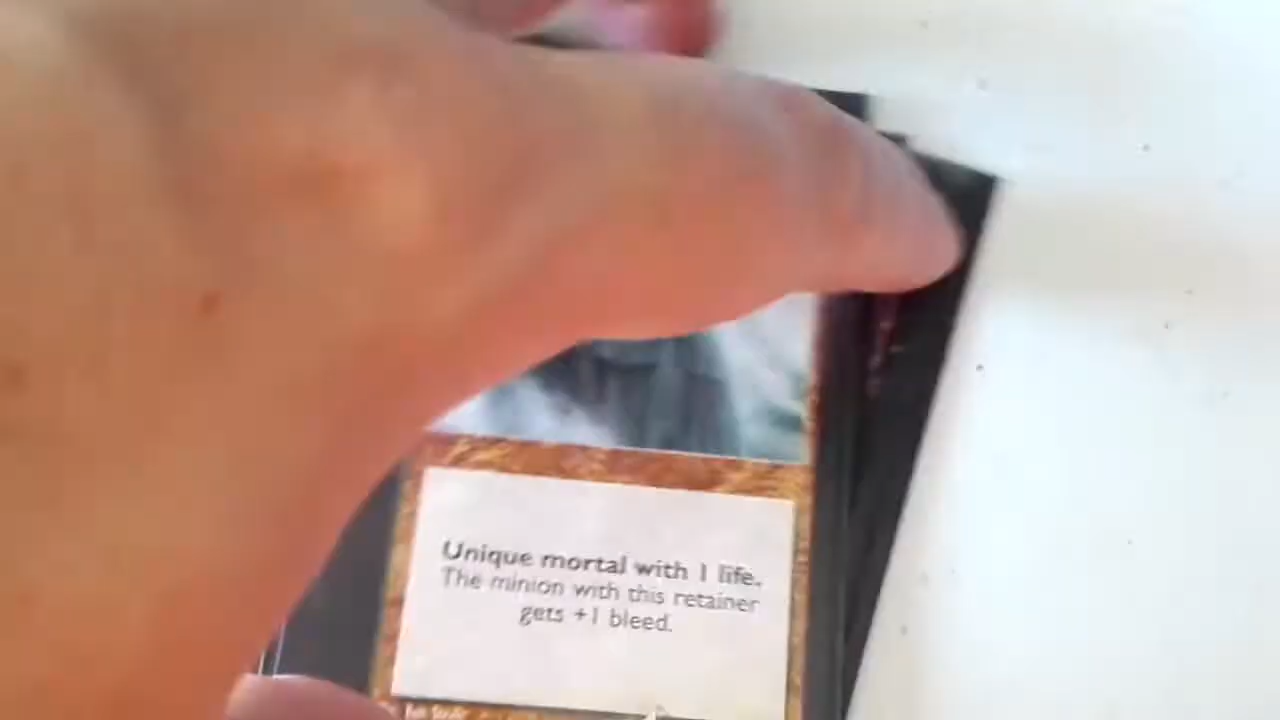 Unique mortal with 1 life.
The minion with this retainer
gets +1 bleed.